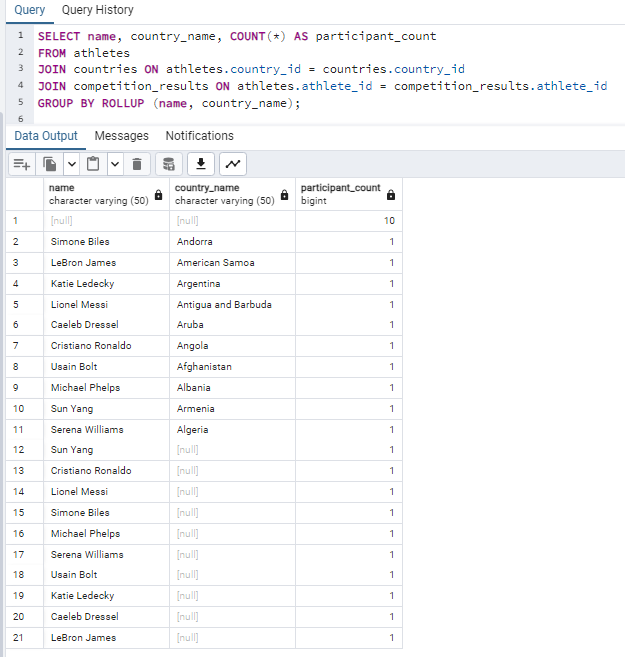 Query Query History
1 SELECT name, country_name, COUNT(*) AS participant_count
2 FROM athletes
3 JOIN countries ON athletes.country_id = countries.country_id
4 JOIN competition_results ON athletes.athlete_id = competition_results.athlete_id
5 GROUP BY ROLLUP (name, country_name);
6
Data Output Messages Notifications
name country_name participant_count
character varying (50) character varying (50) bigint
1 [null] [null] 10
2 Simone Biles Andorra 1
3 LeBron James American Samoa 1
4 Katie Ledecky Argentina 1
5 Lionel Messi Antigua and Barbuda 1
6 Caeleb Dressel Aruba 1
7 Cristiano Ronaldo Angola 1
8 Usain Bolt Afghanistan 1
9 Michael Phelps Albania 1
10 Sun Yang Armenia 1
11 Serena Williams Algeria 1
12 Sun Yang [null] 1
13 Cristiano Ronaldo [null] 1
14 Lionel Messi [null] 1
15 Simone Biles [null] 1
16 Michael Phelps [null] 1
17 Serena Williams [null] 1
18 Usain Bolt [null] 1
19 Katie Ledecky [null] 1
20 Caeleb Dressel [null] 1
21 LeBron James [null] 1